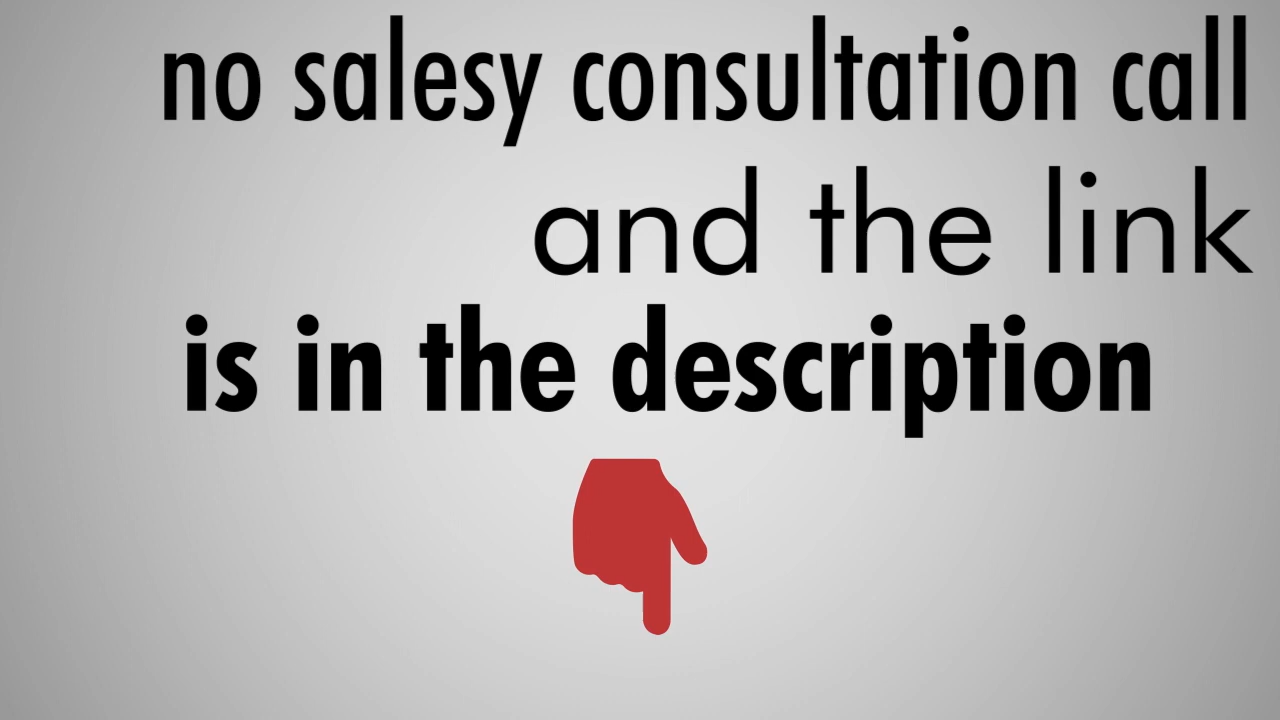 no salesy consultation call
and the link
is in the description